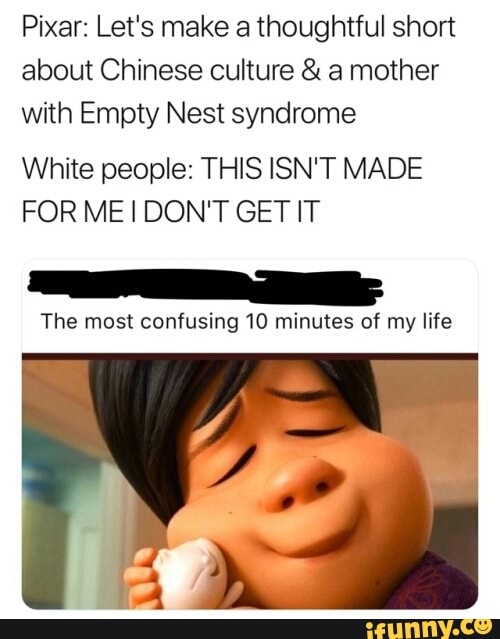 Pixar: Let's make a thoughtful short
about Chinese culture & a mother
with Empty Nest syndrome
White people: THIS ISN'T MADE
FOR ME I DON'T GET IT
The most confusing 10 minutes of my life
ifunny.co